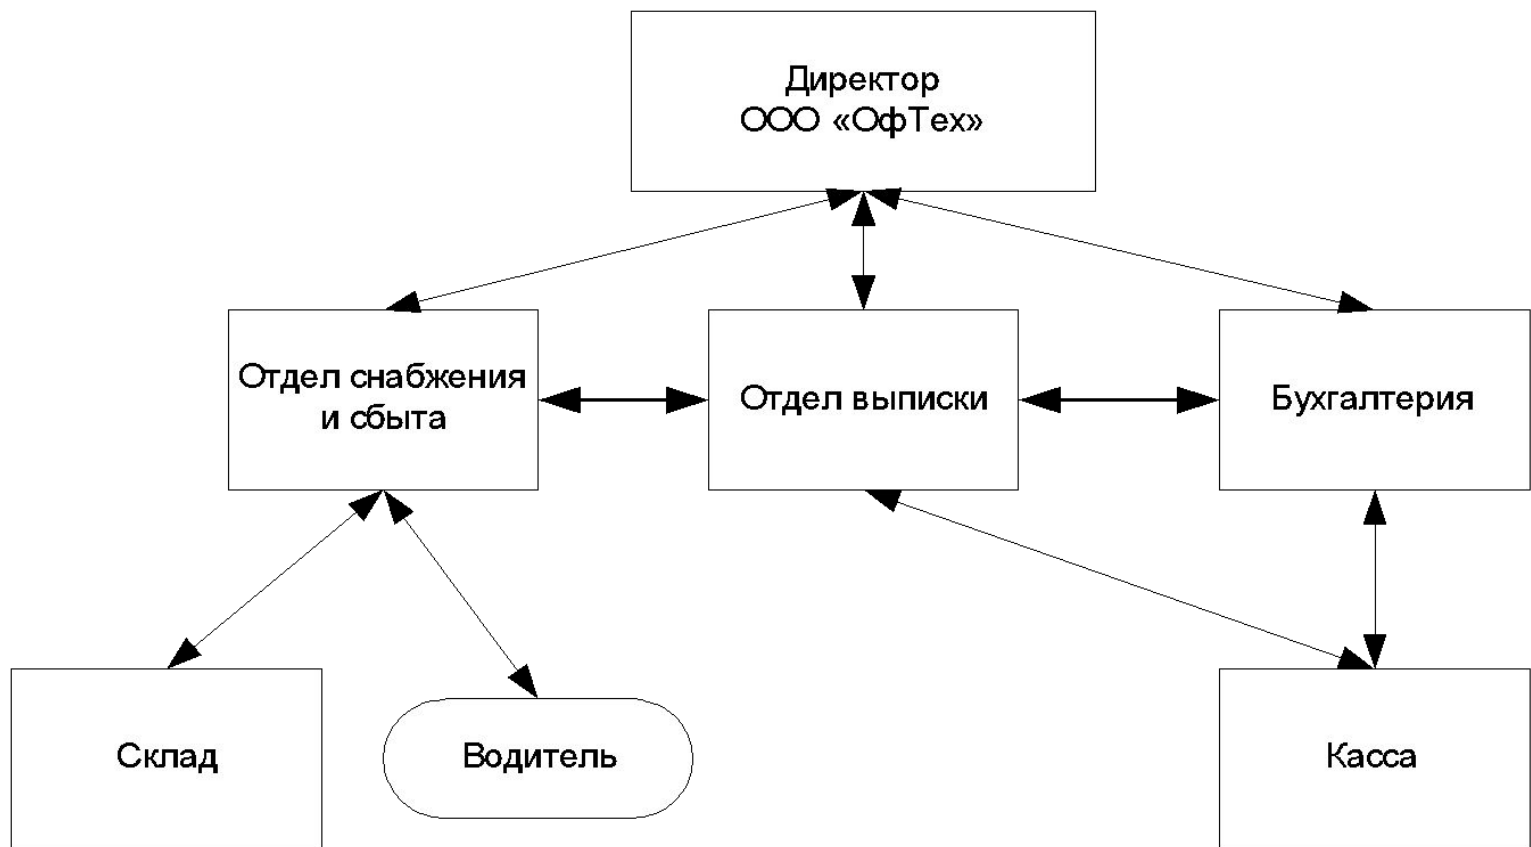 Директор
ООО «ОфТех»
Отдел снабжения
и сбыта
Отдел выписки
Бухгалтерия
Склад
Водитель
Касса